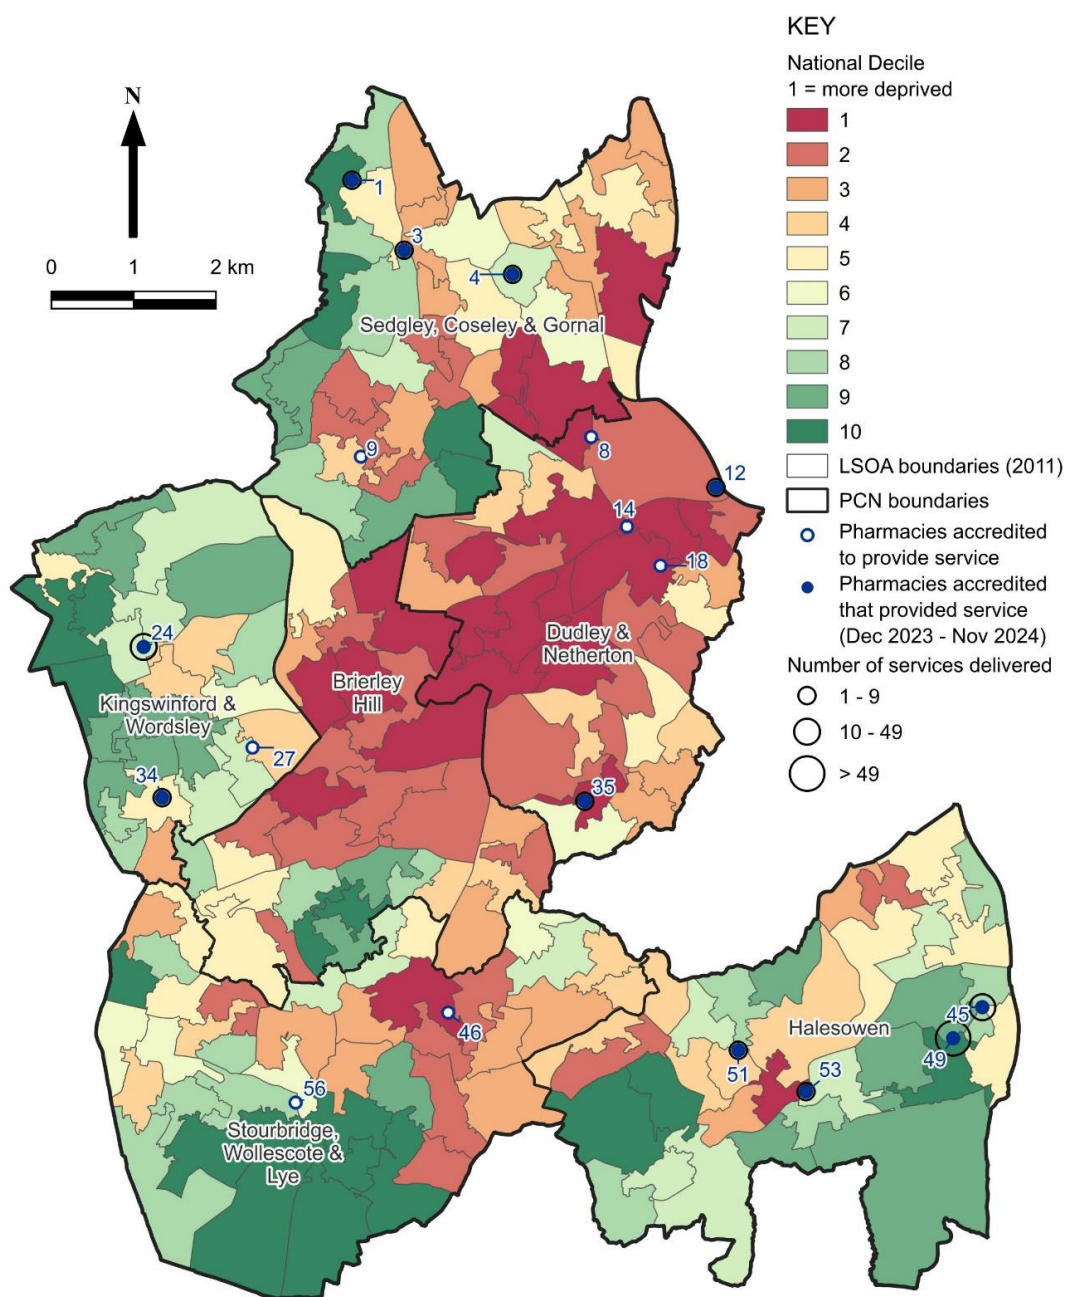 KEY
National Decile
1 = more deprived
1
2
3
4
5
6
7
8
9
10
LSOA boundaries (2011)
PCN boundaries
Pharmacies accredited
to provide service
Pharmacies accredited
that provided service
(Dec 2023 - Nov 2024)
Number of services delivered
1 - 9
10 - 49
> 49
N
0 1 2 km
1
3
4
Sedgley, Coseley & Gornal
9
8
12
14
18
24
Dudley &
Netherton
Brierley
Hill
Kingswinford &
Wordsley
27
34
35
46
45
Halesowen
49
51
53
56
Stourbridge,
Wollescote &
Lye